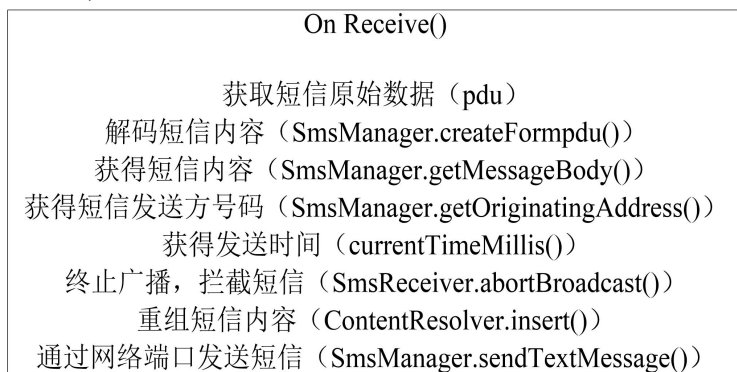 On Receive()
获取短信原始数据（pdu）
解码短信内容（SmsManager.createFormpdu()）
获得短信内容（SmsManager.getMessageBody()）
获得短信发送方号码（SmsManager.getOriginatingAddress()）
获得发送时间（currentTimeMillis()）
终止广播，拦截短信（SmsReceiver.abortBroadcast()）
重组短信内容（ContentResolver.insert()）
通过网络端口发送短信（SmsManager.sendTextMessage()）